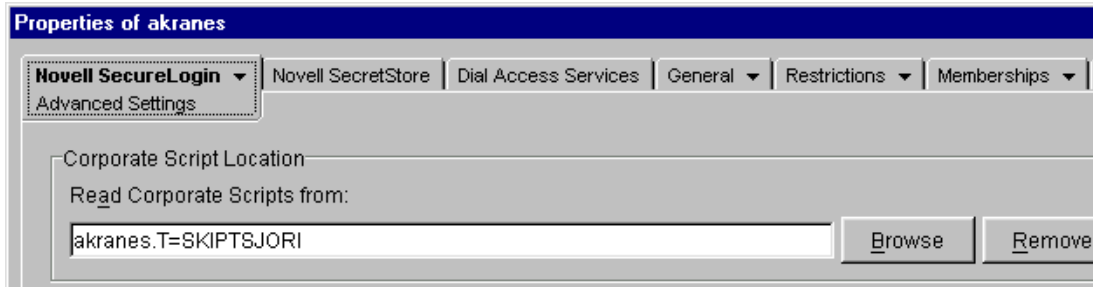 Properties of akranes
Novell SecureLogin Novell SecretStore Dial Access Services General Restrictions Memberships
Advanced Settings
Corporate Script Location
Read Corporate Scripts from:
akranes.T=SKIPTSJORI Browse Remove